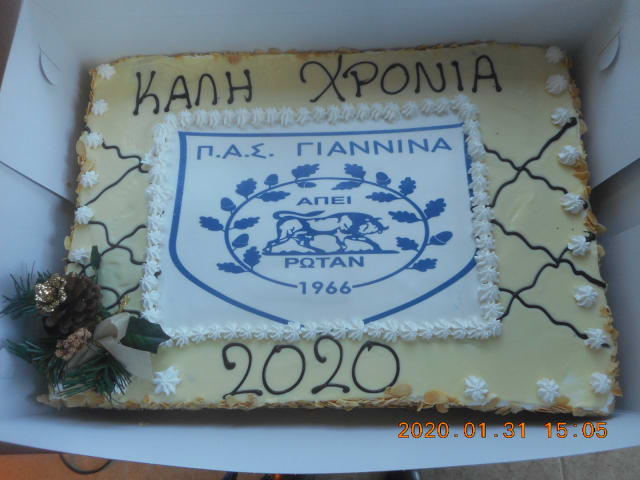 ΚΑΛΗ ΧΡΟΝΙΑ
Π.Α.Σ. ΓΙΑΝΝΙΝΑ
ΑΠΕΙ
ΡΩΤΑΝ
1966
2020
2020.01.31 15:05